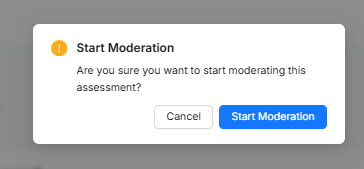 Start Moderation
Are you sure you want to start moderating this
assessment?
Cancel
Start Moderation